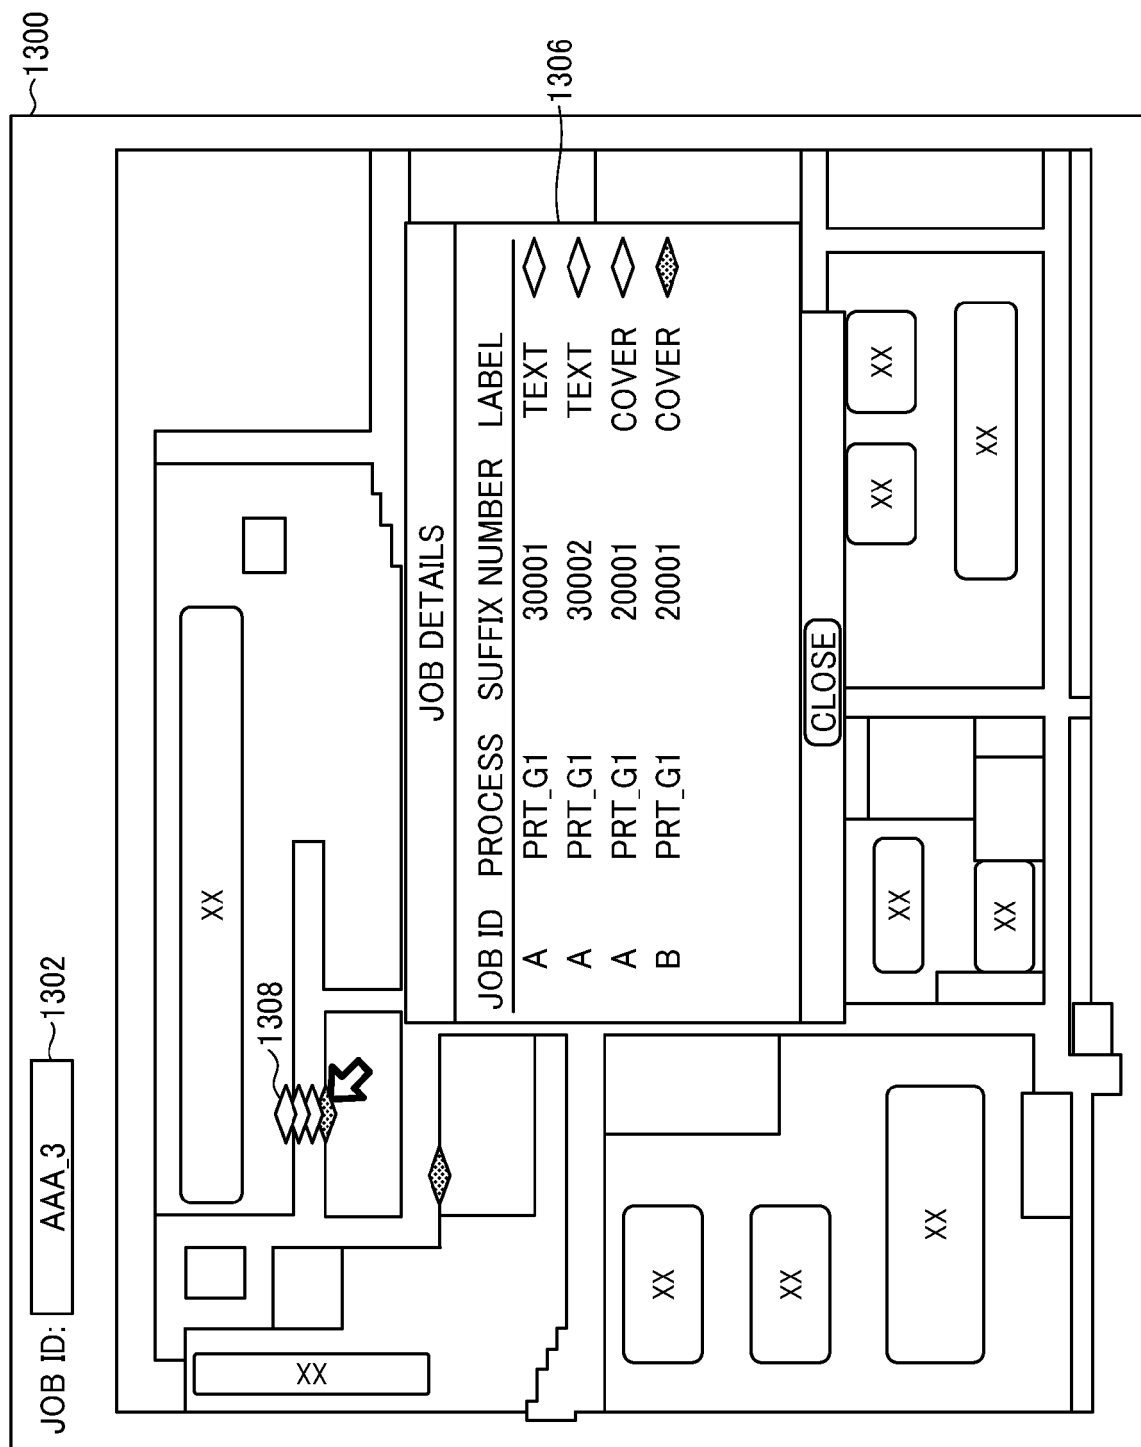 1300
JOB ID: AAA_3
1302
XX
1308
XX
1306
JOB DETAILS
JOB ID PROCESS SUFFIX NUMBER LABEL
A PRT_G1 30001 TEXT
A PRT_G1 30002 TEXT
A PRT_G1 20001 COVER
B PRT_G1 20001 COVER
CLOSE
XX
XX
XX
XX
XX
XX
XX
XX